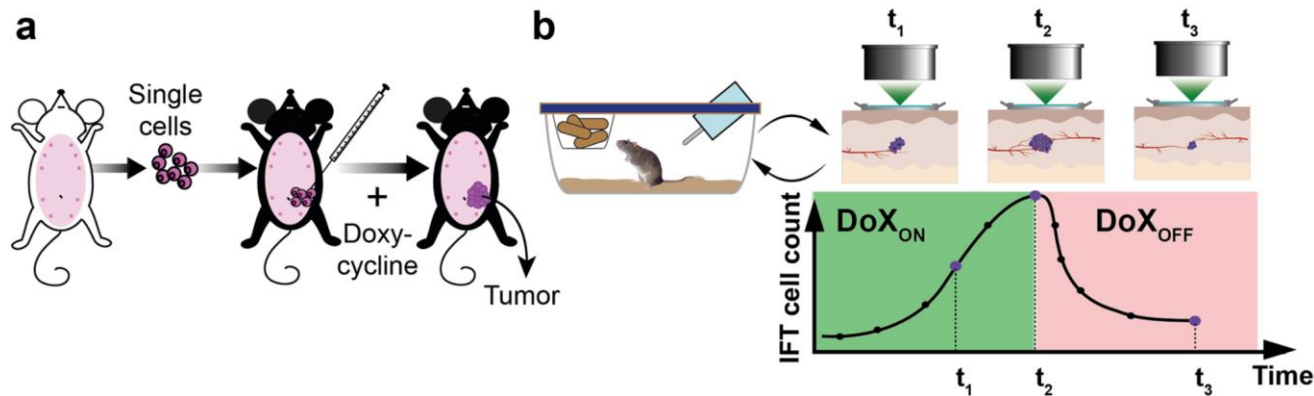 a
Single
cells
+
Doxy-
cycline
Tumor
b
t1
t2
t3
DoXON
DoXOFF
IFT cell count
t1
t2
t3
Time